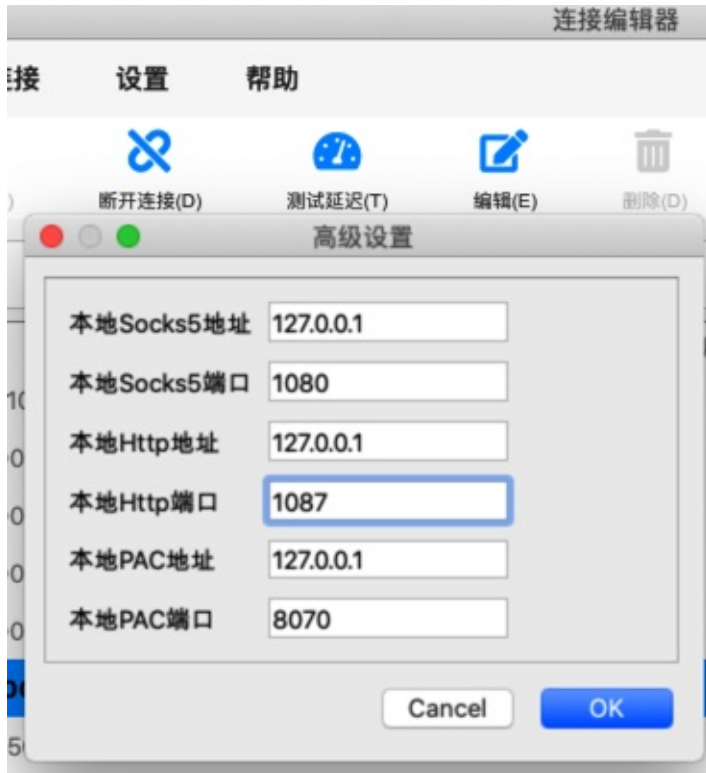 连接编辑器
接
设置
帮助
断开连接(D)
测试延迟(T)
编辑(E)
删除(D)
高级设置
本地Socks5地址 127.0.0.1
本地Socks5端口 1080
本地Http地址 127.0.0.1
本地Http端口 1087
本地PAC地址 127.0.0.1
本地PAC端口 8070
Cancel
OK